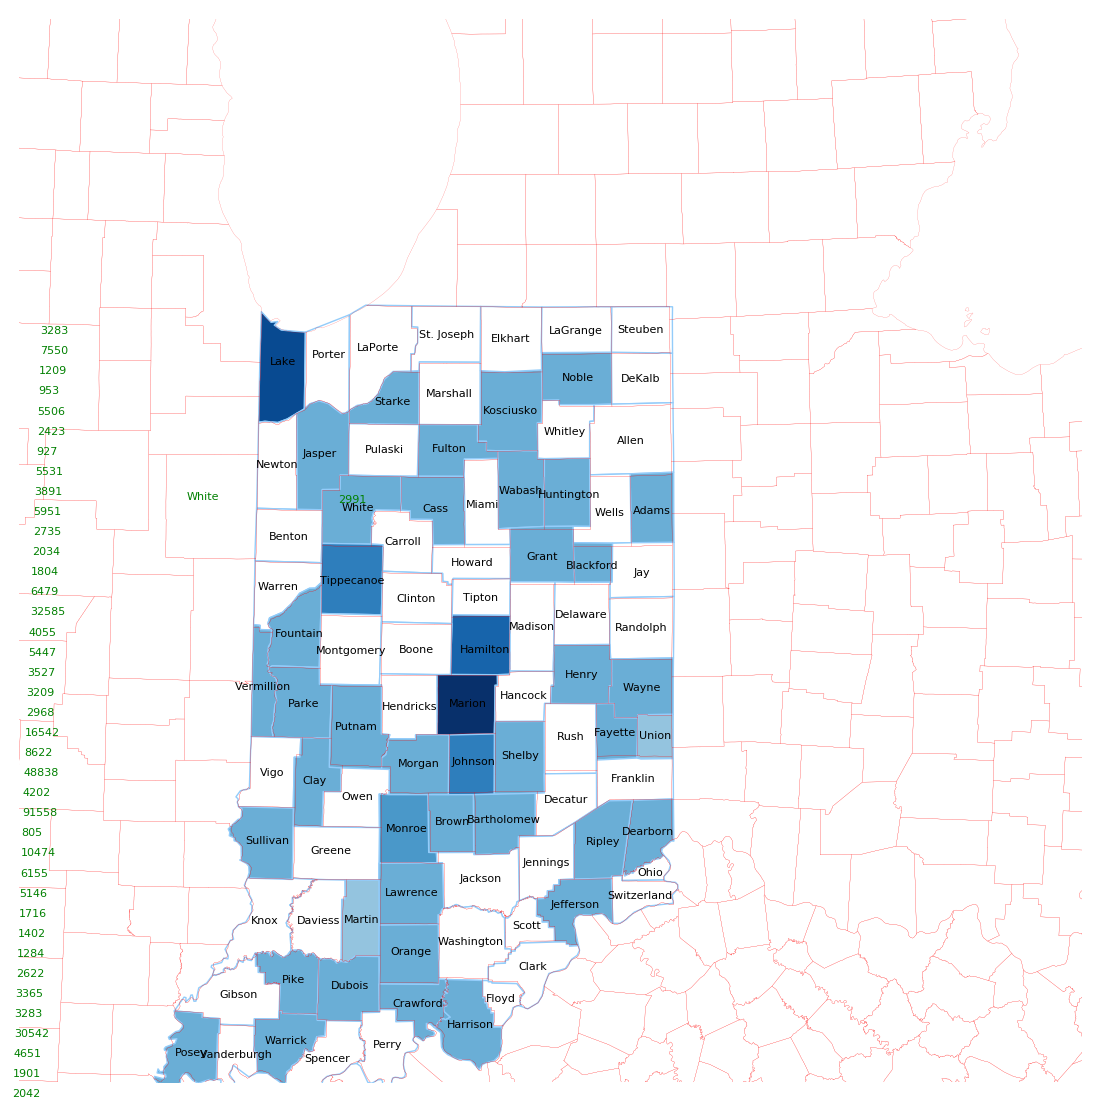 3283
7550
1209
953
5506
2423
927
5531
3891
5951
2735
2034
1804
6479
32585
4055
5447
3527
3209
2968
16542
8622
48838
4202
91558
805
10474
6155
5146
1716
1402
1284
2622
3365
3283
30542
4651
1901
2042
White
2991
Lake
Porter
LaPorte
St. Joseph
Elkhart
LaGrange
Steuben
Starke
Marshall
Kosciusko
Noble
DeKalb
Newton
Jasper
Pulaski
Fulton
Whitley
Allen
White
Cass
Miami
Wabash
Huntington
Wells
Adams
Benton
Carroll
Howard
Grant
Blackford
Jay
Warren
Tippecanoe
Clinton
Tipton
Madison
Delaware
Randolph
Fountain
Montgomery
Boone
Hamilton
Vermillion
Parke
Putnam
Hendricks
Marion
Hancock
Henry
Wayne
Fayette
Union
Rush
Shelby
Johnson
Morgan
Vigo
Clay
Owen
Franklin
Decatur
Sullivan
Greene
Monroe
Brown
Bartholomew
Ripley
Dearborn
Jennings
Ohio
Switzerland
Jackson
Lawrence
Jefferson
Knox
Daviess
Martin
Scott
Washington
Orange
Clark
Gibson
Pike
Dubois
Crawford
Floyd
Harrison
Posey
Vanderburgh
Warrick
Spencer
Perry